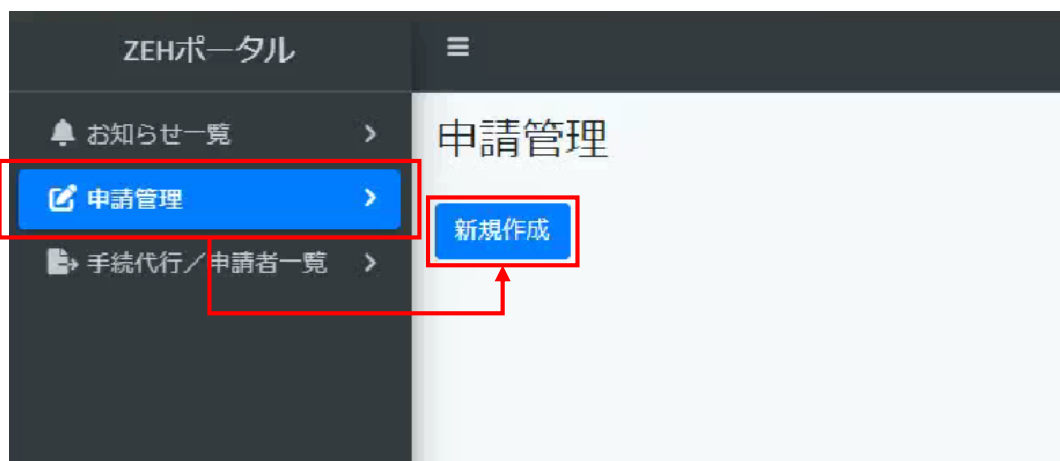 ZEHポータル
お知らせ一覧
申請管理
手続代行/申請者一覧
申請管理
新規作成